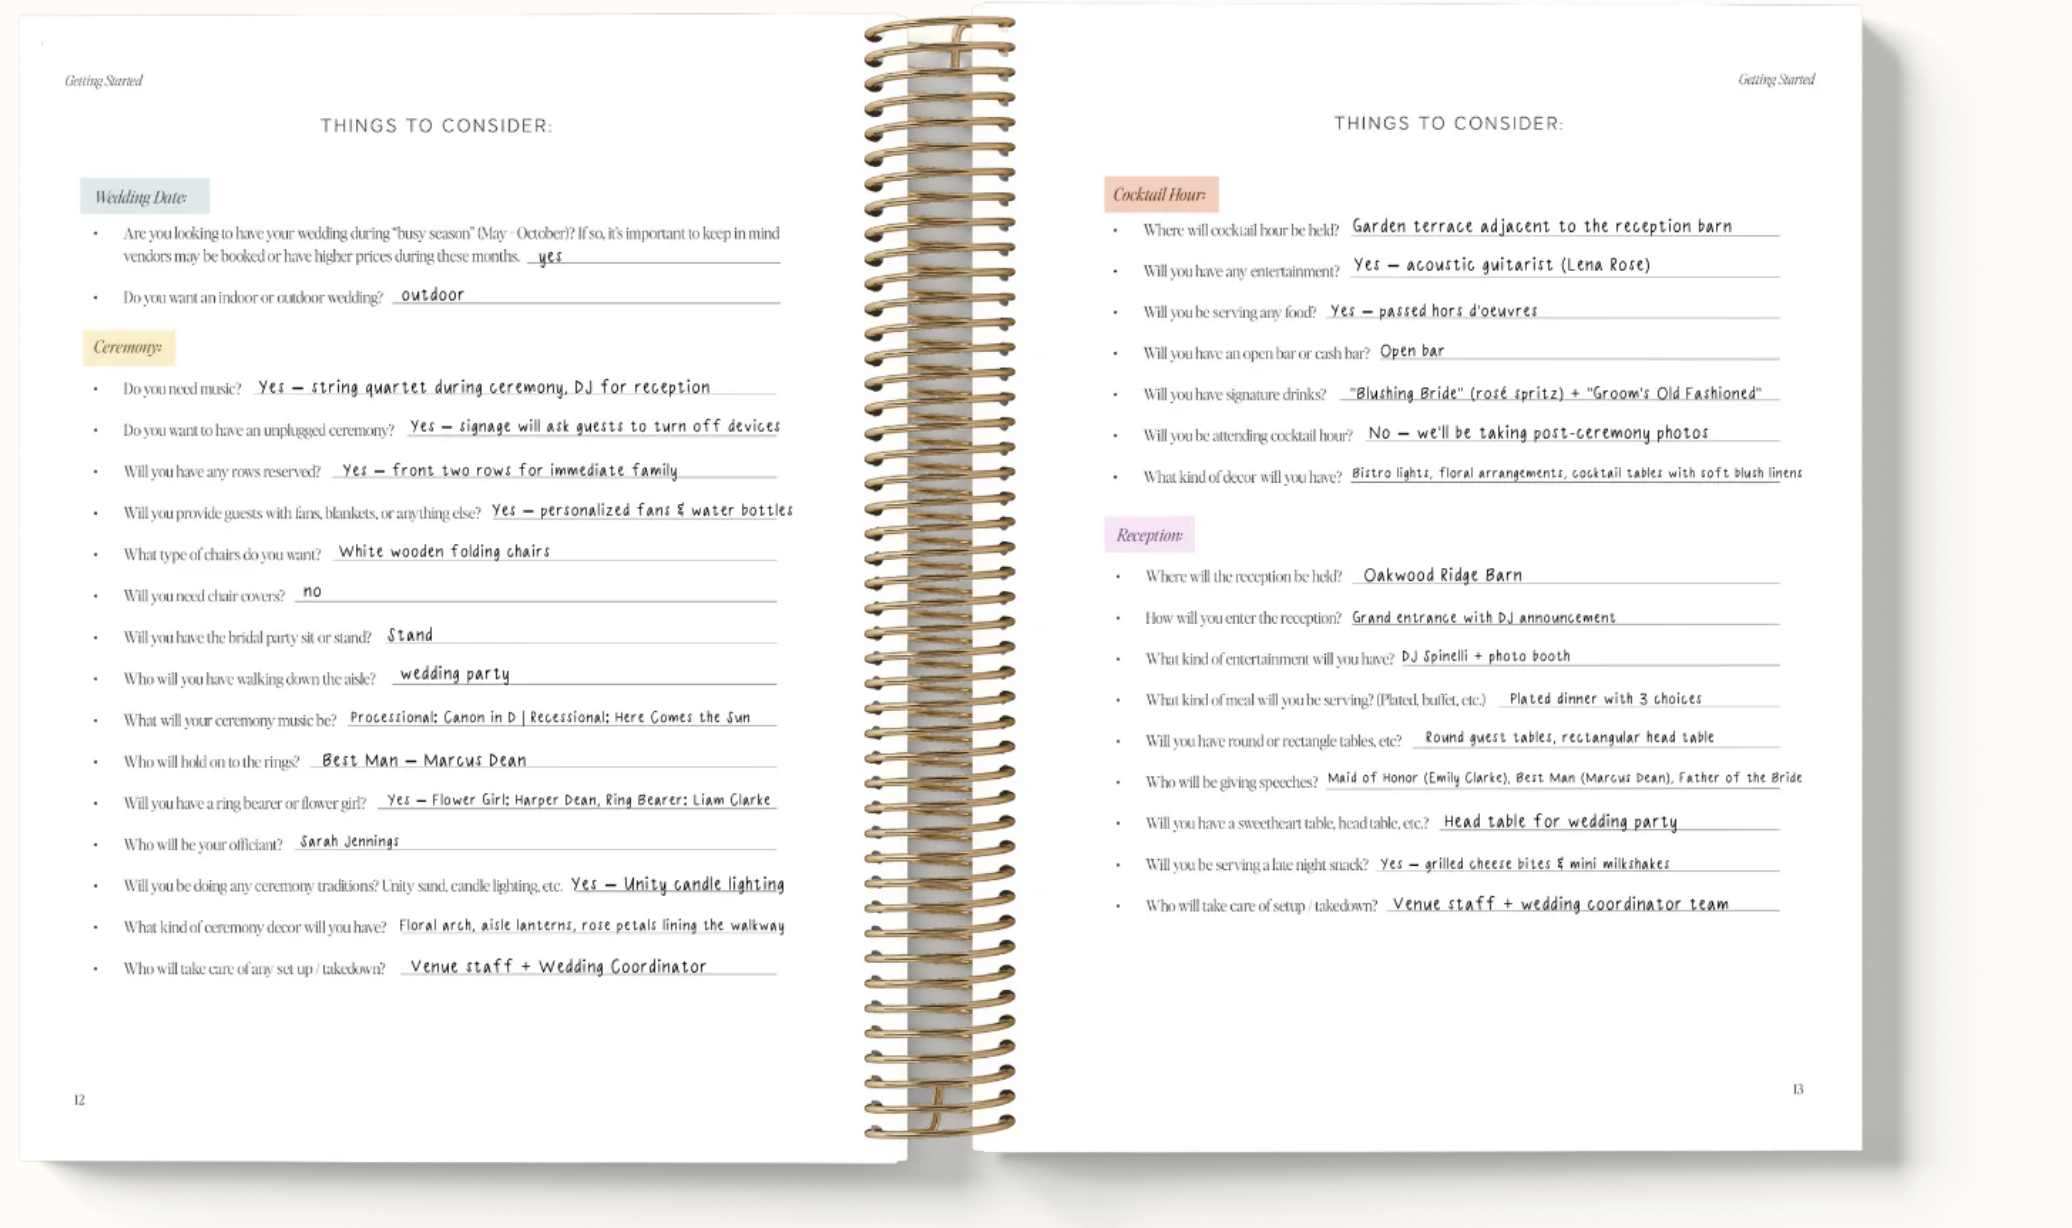 Getting Started
THINGS TO CONSIDER:
Wedding Date:
• Are you looking to have your wedding during "busy season" (May - October)? If so, it's important to keep in mind
vendors may be booked or have higher prices during these months. yes
• Do you want an indoor or outdoor wedding? outdoor
Ceremony:
• Do you need music? Yes – string quartet during ceremony, DJ for reception
• Do you want to have an unplugged ceremony? Yes – signage will ask guests to turn off devices
• Will you have any rows reserved? Yes – front two rows for immediate family
• Will you provide guests with fans, blankets, or anything else? Yes – personalized fans & water bottles
• What type of chairs do you want? White wooden folding chairs
• Will you need chair covers? no
• Will you have the bridal party sit or stand? Stand
• Who will you have walking down the aisle? wedding party
• What will your ceremony music be? Processional: Canon in D | Recessional: Here Comes the Sun
• Who will hold on to the rings? Best Man – Marcus Dean
• Will you have a ring bearer or flower girl? Yes – Flower Girl: Harper Dean, Ring Bearer: Liam Clarke
• Who will be your officiant? Sarah Jennings
• Will you be doing any ceremony traditions? Unity sand, candle lighting, etc. Yes – Unity candle lighting
• What kind of ceremony decor will you have? Floral arch, aisle lanterns, rose petals lining the walkway
• Who will take care of any set up / takedown? Venue staff + Wedding Coordinator
12
Getting Started
THINGS TO CONSIDER:
Cocktail Hour:
• Where will cocktail hour be held? Garden terrace adjacent to the reception barn
• Will you have any entertainment? Yes – acoustic guitarist (Lena Rose)
• Will you be serving any food? Yes – passed hors d'oeuvres
• Will you have an open bar or cash bar? Open bar
• Will you have signature drinks? "Blushing Bride" (rosé spritz) + "Groom's Old Fashioned"
• Will you be attending cocktail hour? No – we'll be taking post-ceremony photos
• What kind of decor will you have? Bistro lights, floral arrangements, cocktail tables with soft blush linens
Reception:
• Where will the reception be held? Oakwood Ridge Barn
• How will you enter the reception? Grand entrance with DJ announcement
• What kind of entertainment will you have? DJ Spinelli + photo booth
• What kind of meal will you be serving? (Plated, buffet, etc.) Plated dinner with 3 choices
• Will you have round or rectangle tables, etc? Round guest tables, rectangular head table
• Who will be giving speeches? Maid of Honor (Emily Clarke), Best Man (Marcus Dean), Father of the Bride
• Will you have a sweetheart table, head table, etc.? Head table for wedding party
• Will you be serving a late night snack? Yes – grilled cheese bites & mini milkshakes
• Who will take care of setup / takedown? Venue staff + wedding coordinator team
13